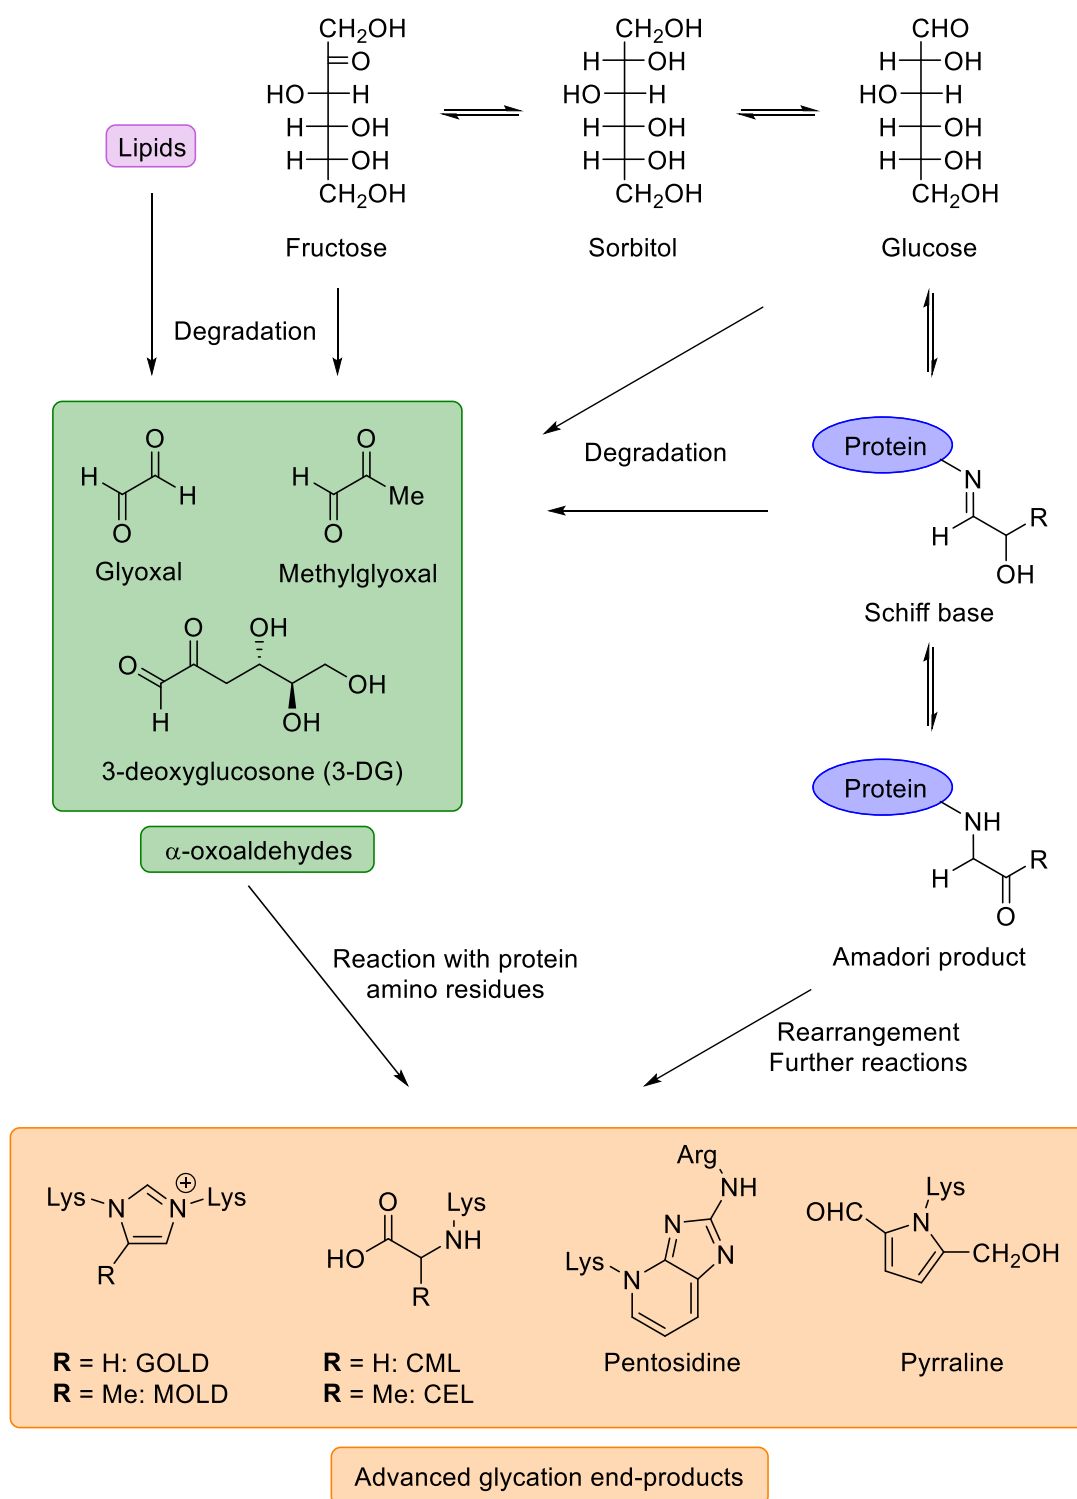 CH2OH
O
HO
H
H
OH
H
OH
CH2OH
Fructose
CH2OH
H
OH
HO
H
H
OH
H
OH
CH2OH
Sorbitol
CHO
H
OH
HO
H
H
OH
H
OH
CH2OH
Glucose
Lipids
Degradation
Degradation
O
H
H
O
Glyoxal
O
H
Me
O
Methylglyoxal
O
OH
O
OH
H
OH
3-deoxyglucosone (3-DG)
α-oxoaldehydes
Protein
N
R
H
OH
Schiff base
Protein
NH
R
H
O
Amadori product
Reaction with protein
amino residues
Rearrangement
Further reactions
Lys
N
+
N
Lys
R
R = H: GOLD
R = Me: MOLD
O
Lys
HO
NH
R
R = H: CML
R = Me: CEL
Arg
NH
N
N
Lys
N
Pentosidine
Lys
OHC
N
CH2OH
Pyrraline
Advanced glycation end-products